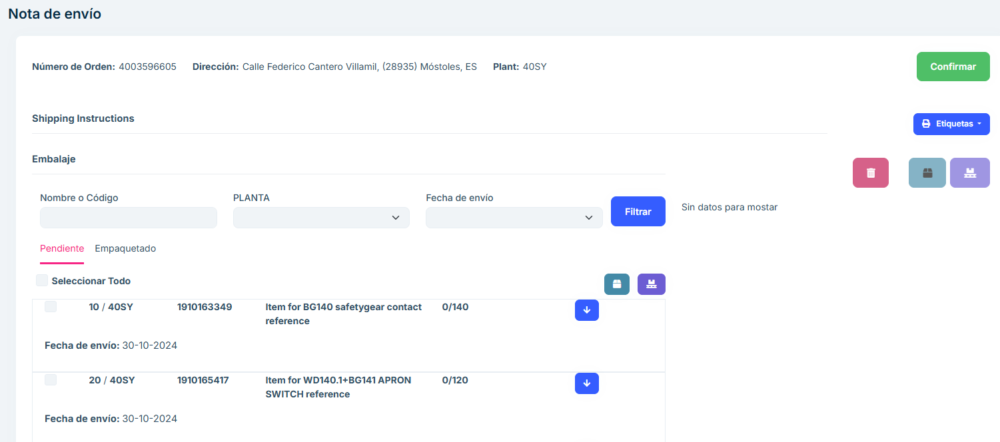 Nota de envío
Número de Orden: 4003596605 Dirección: Calle Federico Cantero Villamil, (28935) Móstoles, ES Plant: 40SY
Confirmar
Shipping Instructions
Etiquetas
Embalaje
Nombre o Código PLANTA Fecha de envío
Filtrar
Sin datos para mostar
Pendiente Empaquetado
Seleccionar Todo
10 / 40SY 1910163349 Item for BG140 safetygear contact 0/140
reference
Fecha de envío: 30-10-2024
20 / 40SY 1910165417 Item for WD140.1+BG141 APRON 0/120
SWITCH reference
Fecha de envío: 30-10-2024